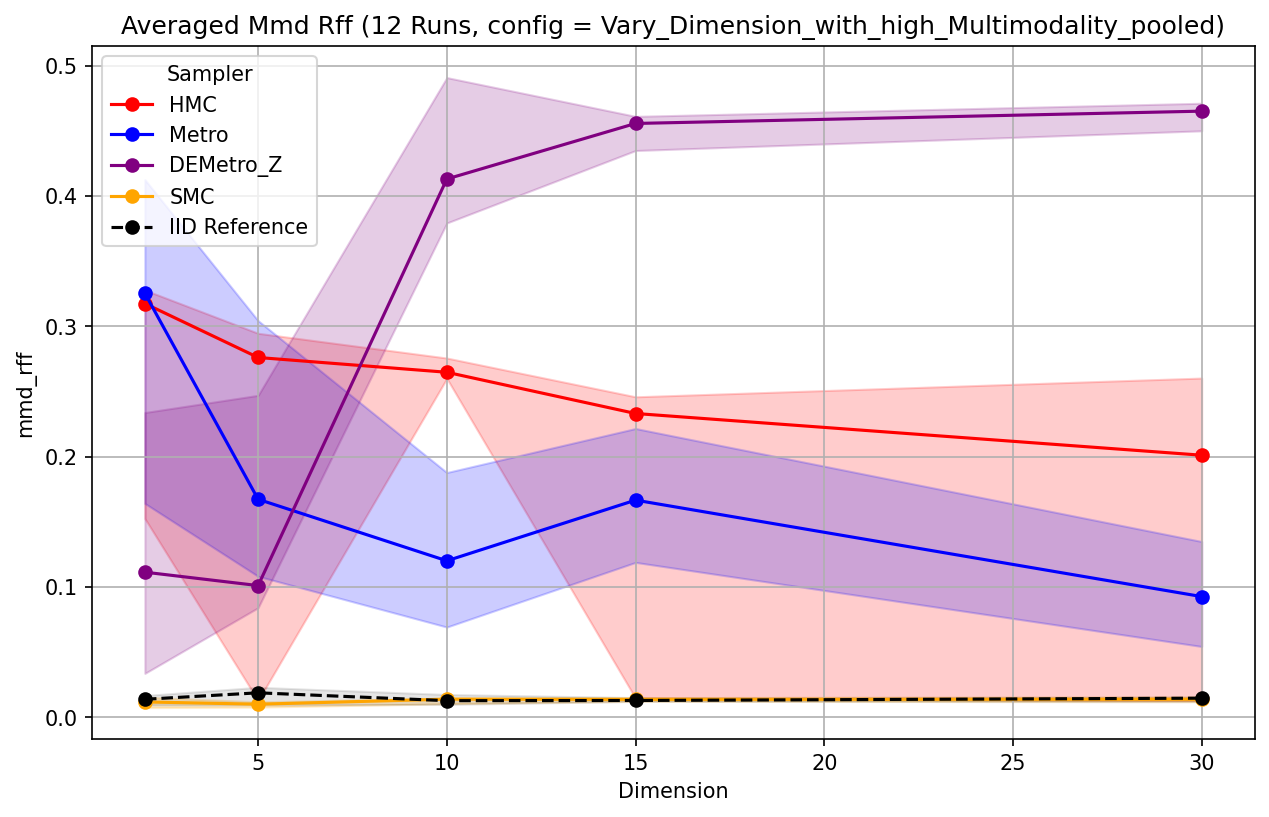 Averaged Mmd Rff (12 Runs, config = Vary_Dimension_with_high_Multimodality_pooled)
Sampler
HMC
Metro
DEMetro_Z
SMC
IID Reference
mmd_rff
0.5
0.4
0.3
0.2
0.1
0.0
5
10
15
20
25
30
Dimension